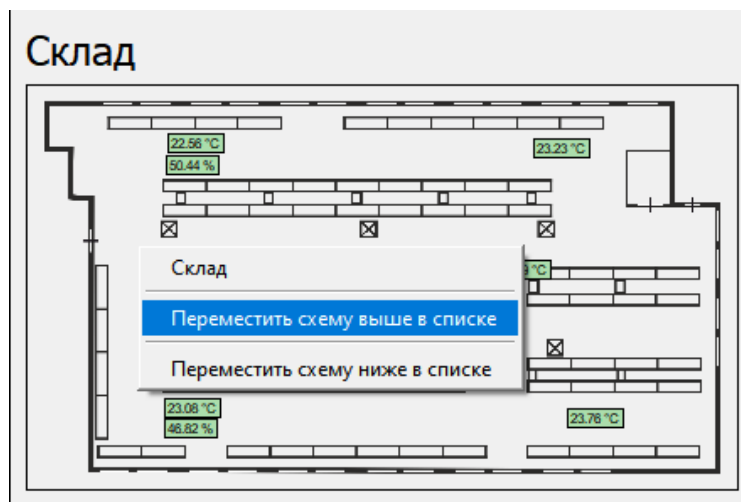 Склад
22.56 °C
50.44 %
23.23 °C
Склад
9 °C
Переместить схему выше в списке
Переместить схему ниже в списке
23.08 °C
46.82 %
23.76 °C